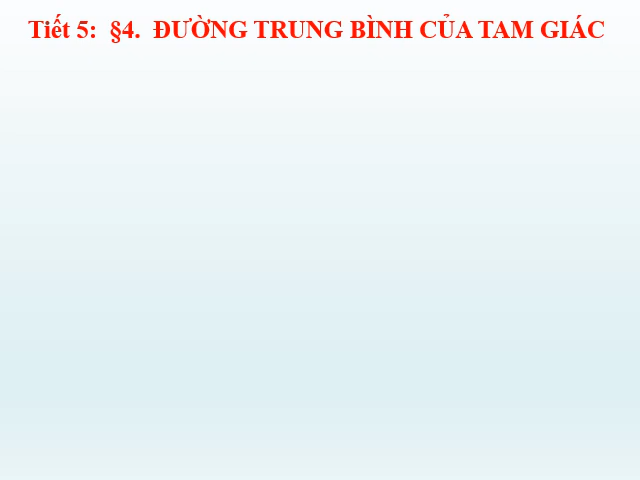 Tiết 5: §4. ĐƯỜNG TRUNG BÌNH CỦA TAM GIÁC